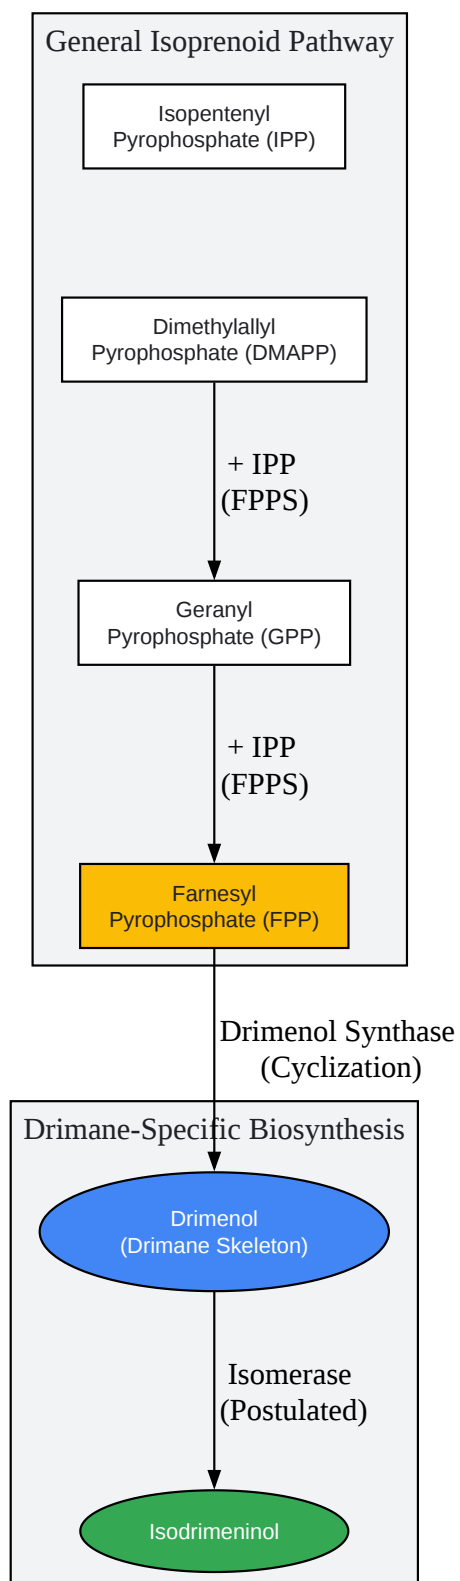 General Isoprenoid Pathway
Isopentenyl
Pyrophosphate (IPP)
Dimethylallyl
Pyrophosphate (DMAPP)
+ IPP
(FPPS)
Geranyl
Pyrophosphate (GPP)
+ IPP
(FPPS)
Farnesyl
Pyrophosphate (FPP)
Drimenol Synthase
(Cyclization)
Drimane-Specific Biosynthesis
Drimenol
(Drimane Skeleton)
Isomerase
(Postulated)
Isodrimeninol